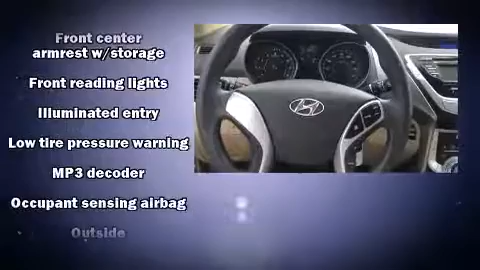 Front center
armrest w/storage
Front reading lights
Illuminated entry
Low tire pressure warning
MP3 decoder
Occupant sensing airbag
Outside